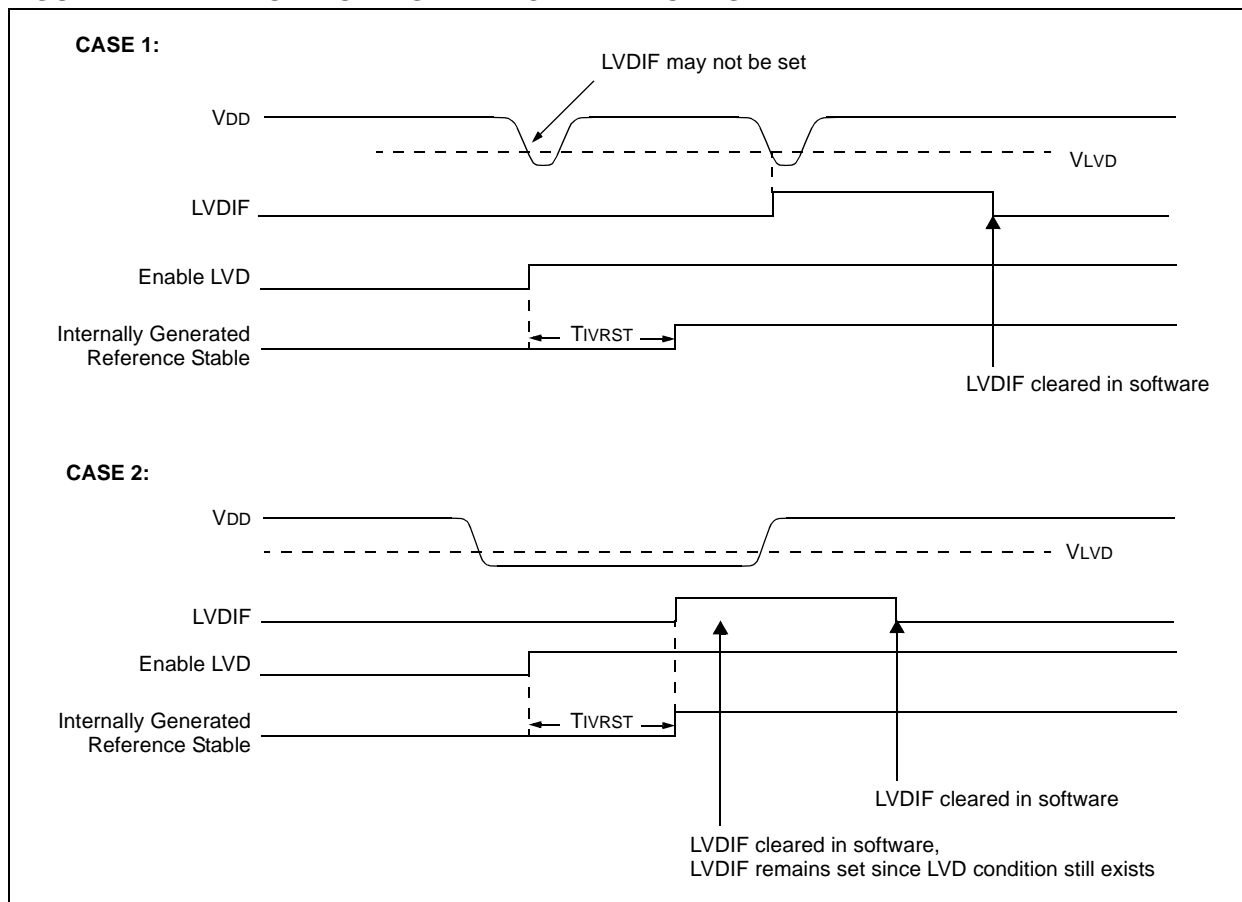 CASE 1:
LVDIF may not be set
VDD
VLVD
LVDIF
Enable LVD
TIVRST
Internally Generated
Reference Stable
LVDIF cleared in software
CASE 2:
VDD
VLVD
LVDIF
Enable LVD
TIVRST
Internally Generated
Reference Stable
LVDIF cleared in software
LVDIF cleared in software,
LVDIF remains set since LVD condition still exists